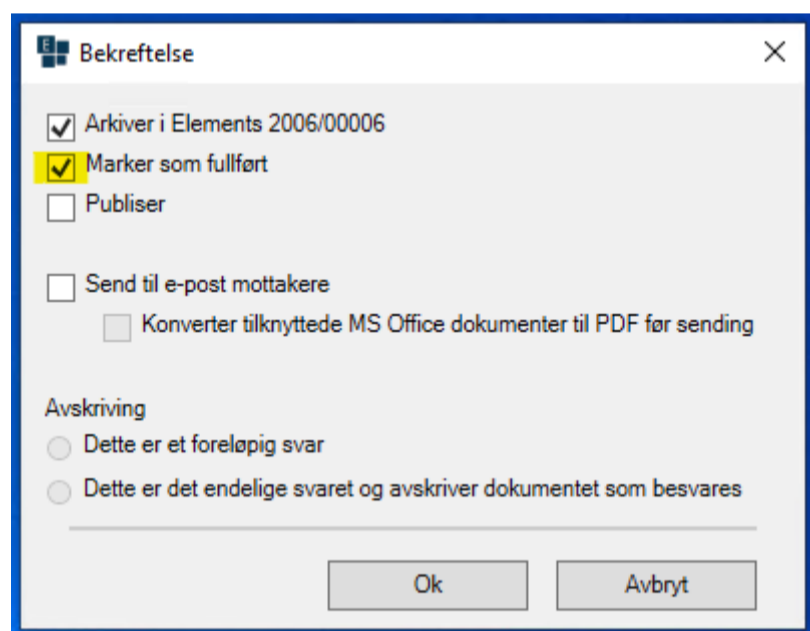 Bekreftelse
Arkiver i Elements 2006/00006
Marker som fullført
Publiser
Send til e-post mottakere
Konverter tilknyttede MS Office dokumenter til PDF før sending
Avskriving
Dette er et foreløpig svar
Dette er det endelige svaret og avskriver dokumentet som besvares
Ok Avbryt